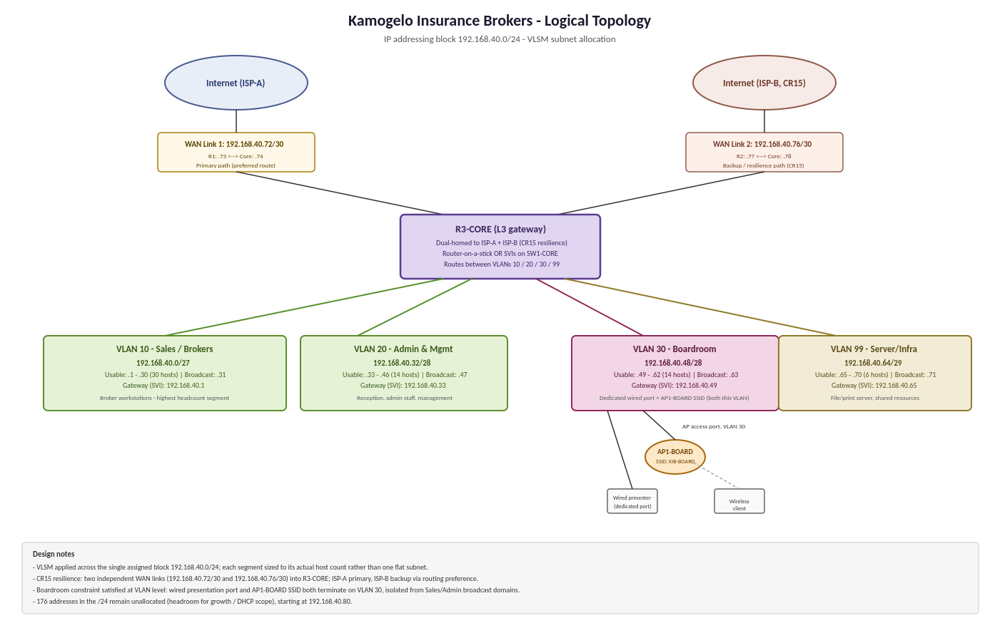 Kamogelo Insurance Brokers - Logical Topology
IP addressing block 192.168.40.0/24 - VLSM subnet allocation
Internet (ISP-A)
Internet (ISP-B, CR15)
WAN Link 1: 192.168.40.72/30
R1: .73 <--> Core: .74
Primary path (preferred route)
WAN Link 2: 192.168.40.76/30
R2: .77 <--> Core: .78
Backup / resilience path (CR15)
R3-CORE (L3 gateway)
Dual-homed to ISP-A + ISP-B (CR15 resilience)
Router-on-a-stick OR SVIs on SW1-CORE
Routes between VLANs 10 / 20 / 30 / 99
VLAN 10 - Sales / Brokers
192.168.40.0/27
Usable: .1 - .30 (30 hosts) | Broadcast: .31
Gateway (SVI): 192.168.40.1
Broker workstations - highest headcount segment
VLAN 20 - Admin & Mgmt
192.168.40.32/28
Usable: .33 - .46 (14 hosts) | Broadcast: .47
Gateway (SVI): 192.168.40.33
Reception, admin staff, management
VLAN 30 - Boardroom
192.168.40.48/28
Usable: .49 - .62 (14 hosts) | Broadcast: .63
Gateway (SVI): 192.168.40.49
Dedicated wired port + AP1-BOARD SSID (both this VLAN)
VLAN 99 - Server/Infra
192.168.40.64/29
Usable: .65 - .70 (6 hosts) | Broadcast: .71
Gateway (SVI): 192.168.40.65
File/print server, shared resources
AP access port, VLAN 30
AP1-BOARD
SSID: KIB-BOARD
Wired presenter
(dedicated port)
Wireless
client
Design notes
- VLSM applied across the single assigned block 192.168.40.0/24; each segment sized to its actual host count rather than one flat subnet.
- CR15 resilience: two independent WAN links (192.168.40.72/30 and 192.168.40.76/30) into R3-CORE; ISP-A primary, ISP-B backup via routing preference.
- Boardroom constraint satisfied at VLAN level: wired presentation port and AP1-BOARD SSID both terminate on VLAN 30, isolated from Sales/Admin broadcast domains.
- 176 addresses in the /24 remain unallocated (headroom for growth / DHCP scope), starting at 192.168.40.80.